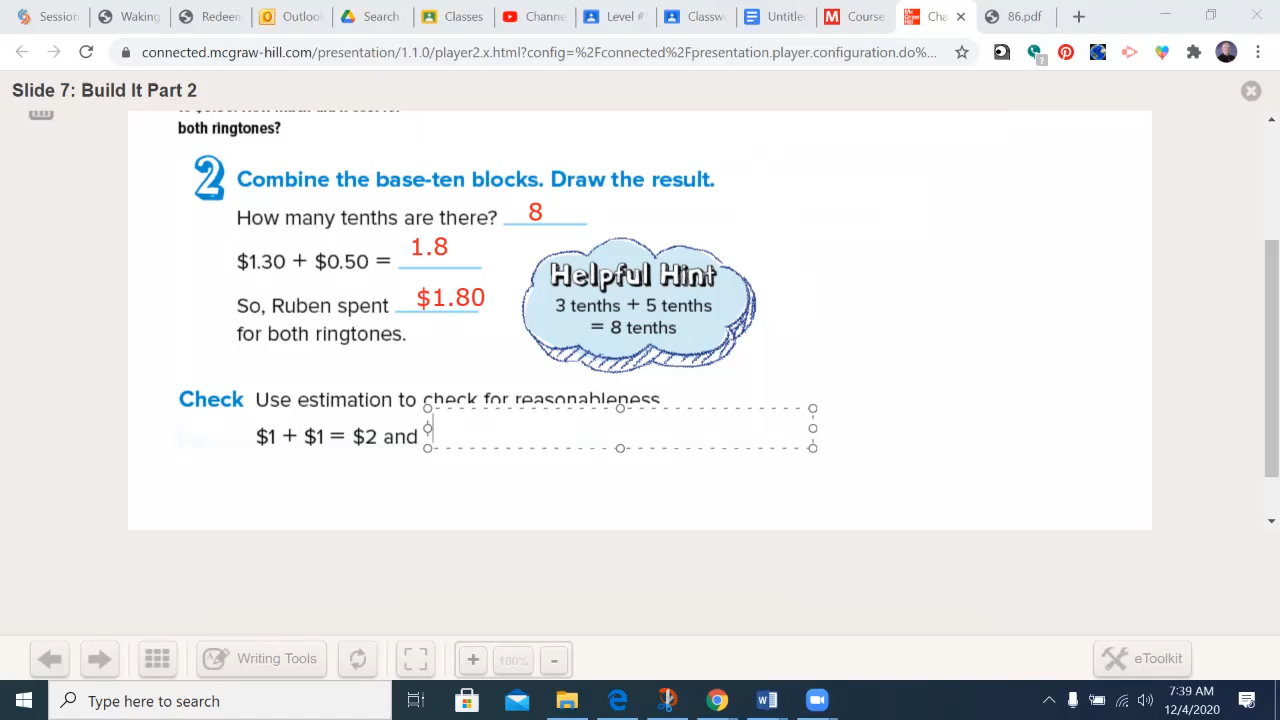 Session
Waking
Redeem
Outloo
Search
Classes
Channe
Level #
Classw
Untitle
Course
Cha
86.pdf
connected.mcgraw-hill.com/presentation/1.1.0/player2.x.html?config=%2Fconnected%2Fpresentation.player.configuration.do%...
Slide 7: Build It Part 2
both ringtones?
2 Combine the base-ten blocks. Draw the result.
How many tenths are there? 8
$1.30 + $0.50 = 1.8
So, Ruben spent $1.80
for both ringtones.
Helpful Hint
3 tenths + 5 tenths
= 8 tenths
Check Use estimation to check for reasonableness
$1 + $1 = $2 and
Writing Tools
+ 100% -
eToolkit
Type here to search
7:39 AM
12/4/2020